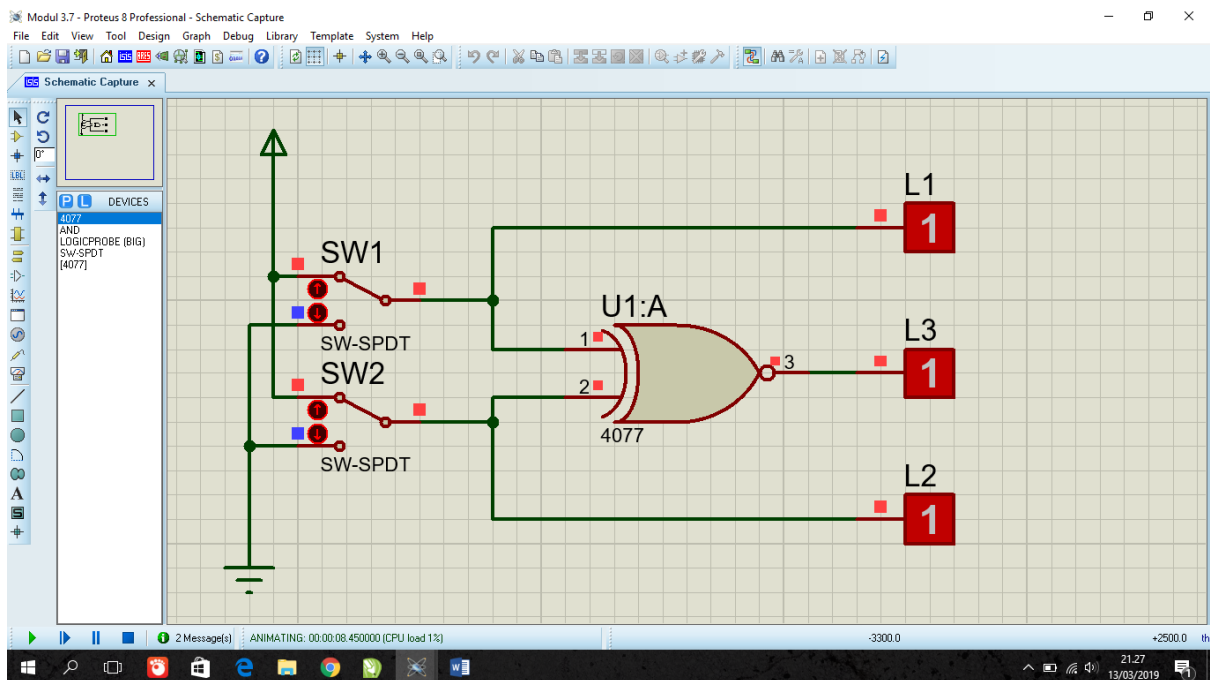 Modul 3.7 - Proteus 8 Professional - Schematic Capture
File Edit View Tool Design Graph Debug Library Template System Help
Schematic Capture x
0°
LBL
P L DEVICES
4077
AND
LOGICPROBE (BIG)
SW-SPDT
[4077]
A
S
SW1
SW-SPDT
SW2
SW-SPDT
U1:A
1
2
3
4077
L1
1
L3
1
L2
1
2 Message(s) ANIMATING: 00:00:08.450000 (CPU load 1%) -3300.0 +2500.0 th
21.27
13/03/2019